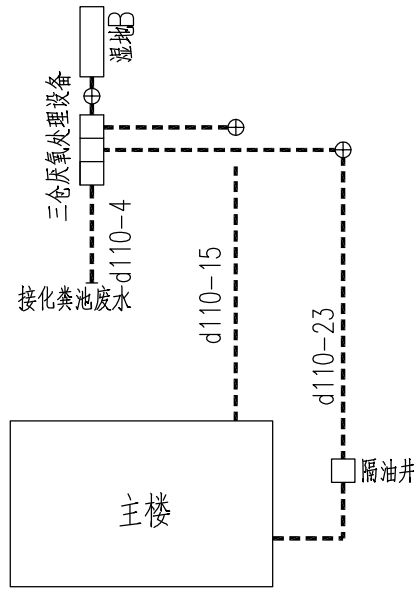 湿地B
三仓厌氧处理设备
d110-4
接化粪池废水
d110-15
d110-23
隔油井
主楼